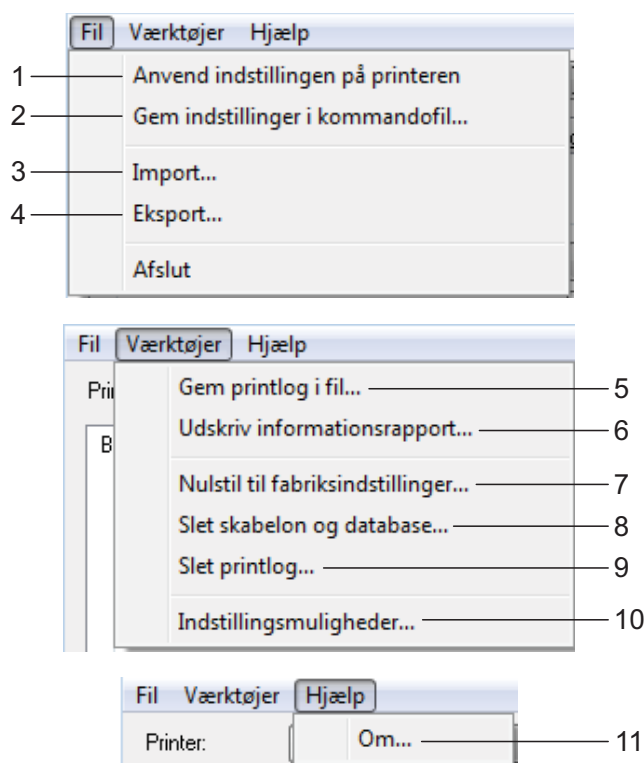 Fil Værktøjer Hjælp
1 Anvend indstillingen på printeren
2 Gem indstillinger i kommandofil...
3 Import...
4 Eksport...
Afslut
Fil Værktøjer Hjælp
Gem printlog i fil... 5
Udskriv informationsrapport... 6
B
Nulstil til fabriksindstillinger... 7
Slet skabelon og database... 8
Slet printlog... 9
Indstillingsmuligheder... 10
Fil Værktøjer Hjælp
Printer: Om... 11